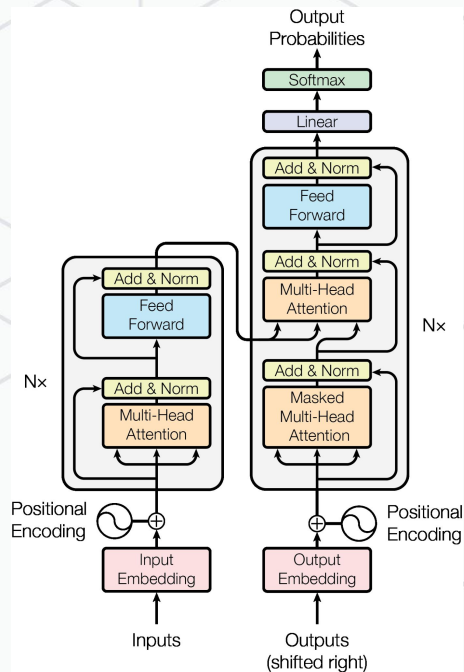 Output
Probabilities
Softmax
Linear
Add & Norm
Feed
Forward
Add & Norm
Multi-Head
Attention
Add & Norm
Masked
Multi-Head
Attention
N×
Add & Norm
Feed
Forward
N×
Add & Norm
Multi-Head
Attention
Positional
Encoding
Positional
Encoding
Input
Embedding
Output
Embedding
Inputs
Outputs
(shifted right)